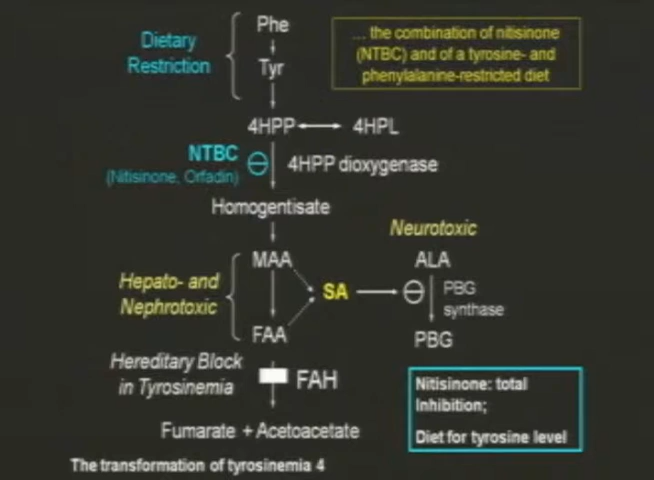 Phe
Dietary
Restriction
Tyr
... the combination of nitisinone
(NTBC) and of a tyrosine- and
phenylalanine-restricted diet
4HPP
4HPL
NTBC
(Nitisinone, Orfadin)
4HPP dioxygenase
Homogentisate
Neurotoxic
MAA
ALA
Hepato- and
Nephrotoxic
SA
PBG
synthase
FAA
PBG
Hereditary Block
in Tyrosinemia
FAH
Nitisinone: total
Inhibition;
Diet for tyrosine level
Fumarate + Acetoacetate
The transformation of tyrosinemia 4